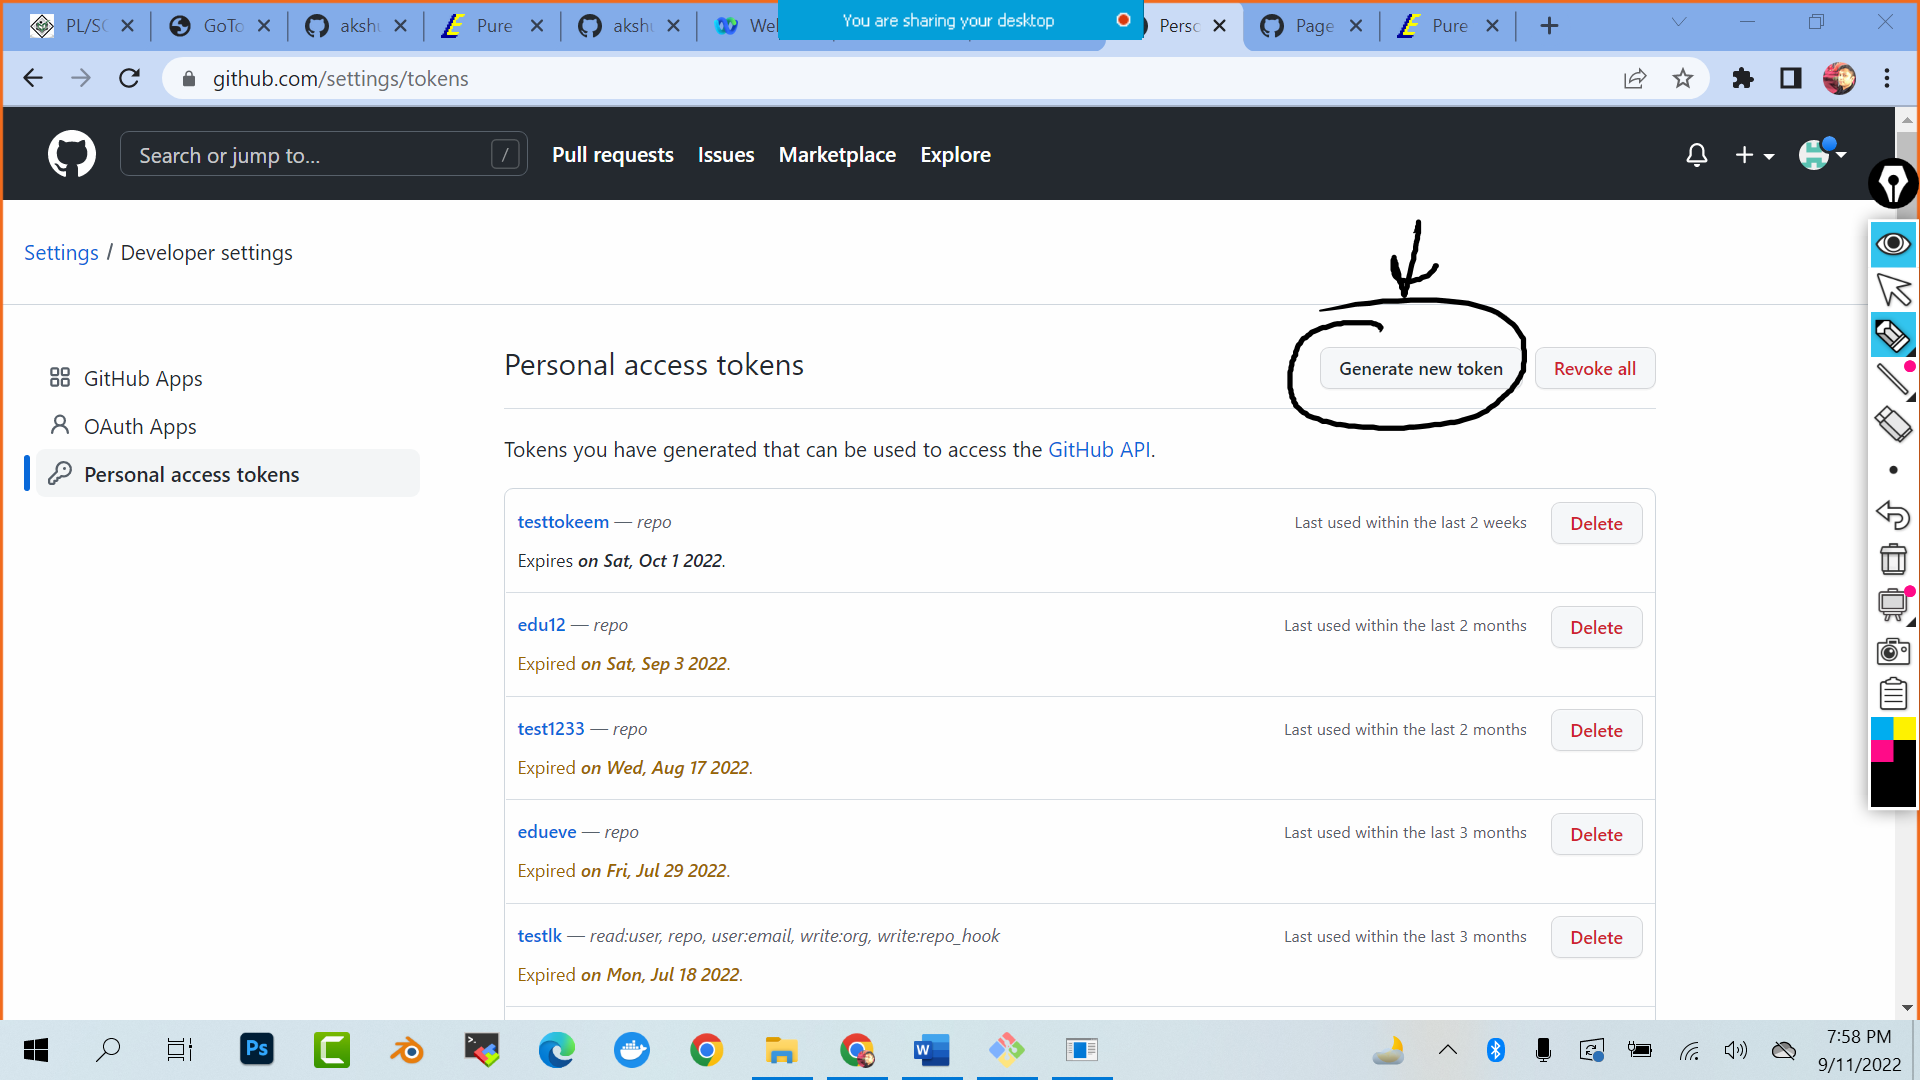 PL/SC
GoTo
akshu
Pure
akshu
Wel
You are sharing your desktop
Perso
Page
Pure
github.com/settings/tokens
Search or jump to...
/
Pull requests
Issues
Marketplace
Explore
Settings / Developer settings
GitHub Apps
OAuth Apps
Personal access tokens
Personal access tokens
Generate new token
Revoke all
Tokens you have generated that can be used to access the GitHub API.
testtokeem — repo
Last used within the last 2 weeks
Delete
Expires on Sat, Oct 1 2022.
edu12 — repo
Last used within the last 2 months
Delete
Expired on Sat, Sep 3 2022.
test1233 — repo
Last used within the last 2 months
Delete
Expired on Wed, Aug 17 2022.
edueve — repo
Last used within the last 3 months
Delete
Expired on Fri, Jul 29 2022.
testlk — read:user, repo, user:email, write:org, write:repo_hook
Last used within the last 3 months
Delete
Expired on Mon, Jul 18 2022.
Ps
7:58 PM
9/11/2022